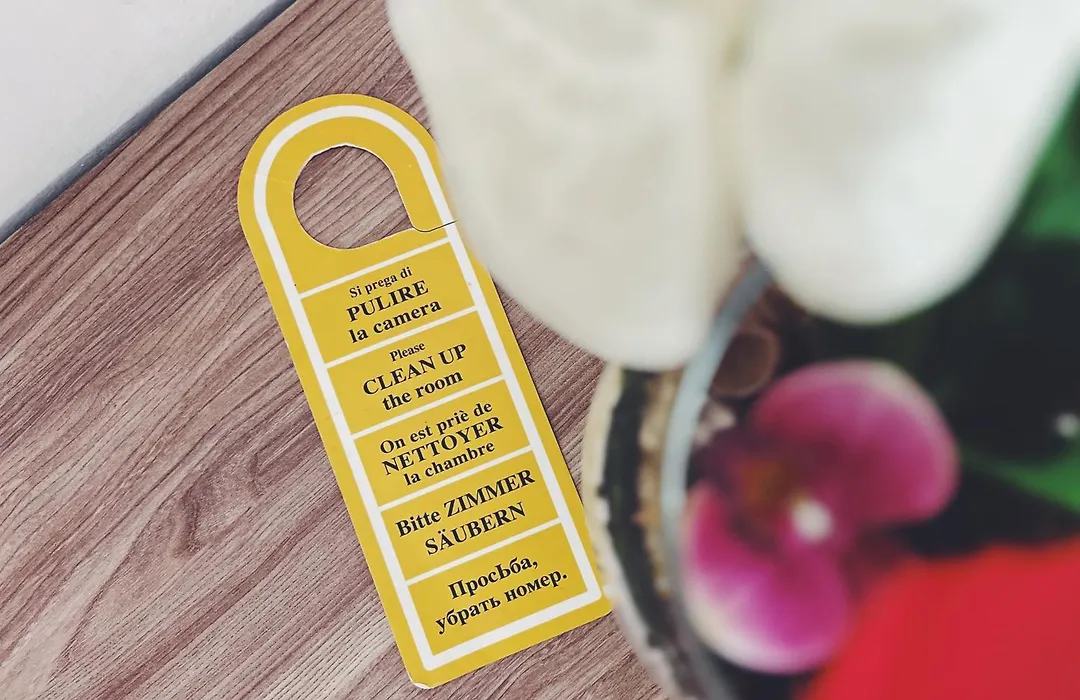 Si prega di
PULIRE
la camera
Please
CLEAN UP
the room
On est priè de
NETTOYER
la chambre
Bitte ZIMMER
SÄUBERN
ПросЬба,
убрать номер.